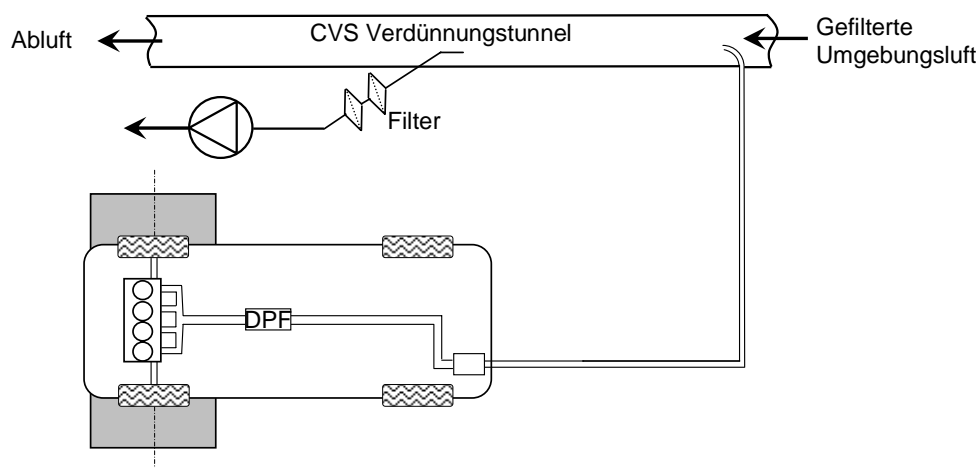 Abluft
CVS Verdünnungstunnel
Gefilterte
Umgebungsluft
Filter
DPF